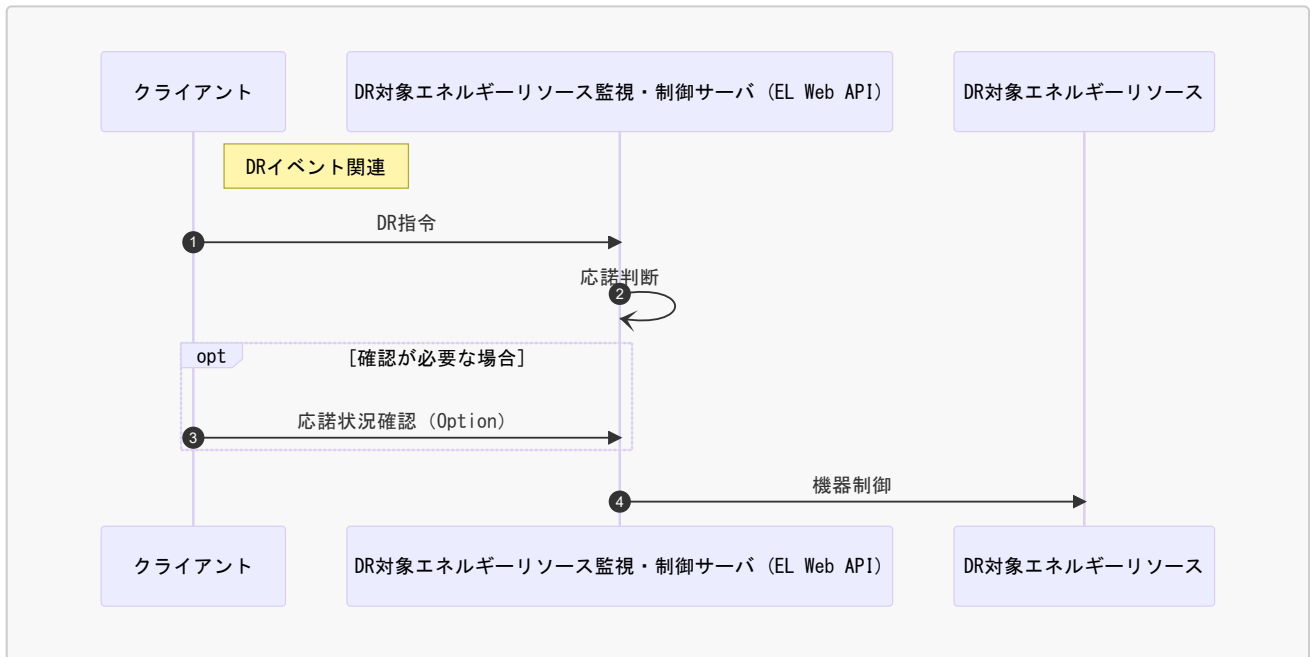 クライアント
DR対象エネルギーリソース監視・制御サーバ (EL Web API)
DR対象エネルギーリソース
DRイベント関連
DR指令
1
応諾判断
2
opt
[確認が必要な場合]
応諾状況確認 (Option)
3
機器制御
4
クライアント
DR対象エネルギーリソース監視・制御サーバ (EL Web API)
DR対象エネルギーリソース